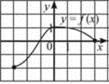 y
y = f(x)
0 1 x